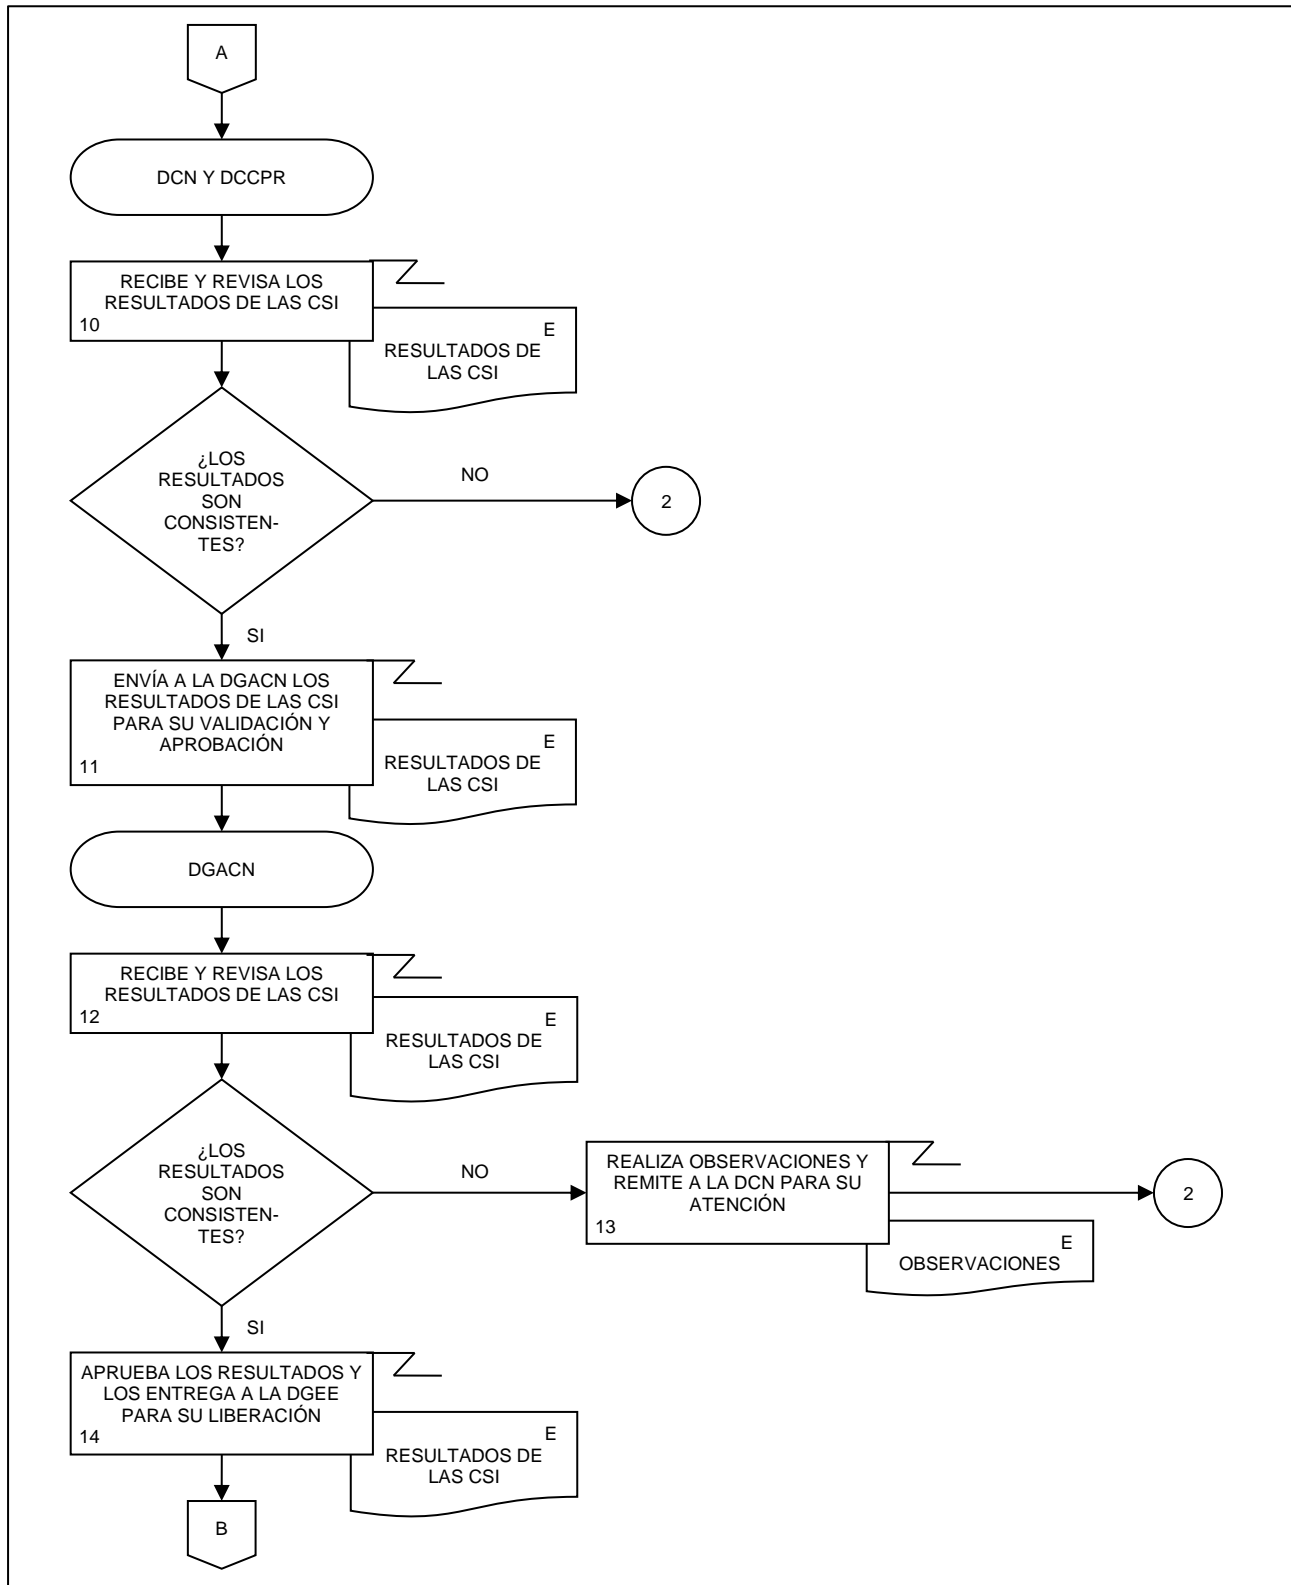 A
DCN Y DCCPR
RECIBE Y REVISA LOS
RESULTADOS DE LAS CSI
10
E
RESULTADOS DE
LAS CSI
¿LOS
RESULTADOS
SON
CONSISTEN-
TES?
NO
2
SI
ENVÍA A LA DGACN LOS
RESULTADOS DE LAS CSI
PARA SU VALIDACIÓN Y
APROBACIÓN
11
E
RESULTADOS DE
LAS CSI
DGACN
RECIBE Y REVISA LOS
RESULTADOS DE LAS CSI
12
E
RESULTADOS DE
LAS CSI
¿LOS
RESULTADOS
SON
CONSISTEN-
TES?
NO
REALIZA OBSERVACIONES Y
REMITE A LA DCN PARA SU
ATENCIÓN
13
E
OBSERVACIONES
2
SI
APRUEBA LOS RESULTADOS Y
LOS ENTREGA A LA DGEE
PARA SU LIBERACIÓN
14
E
RESULTADOS DE
LAS CSI
B